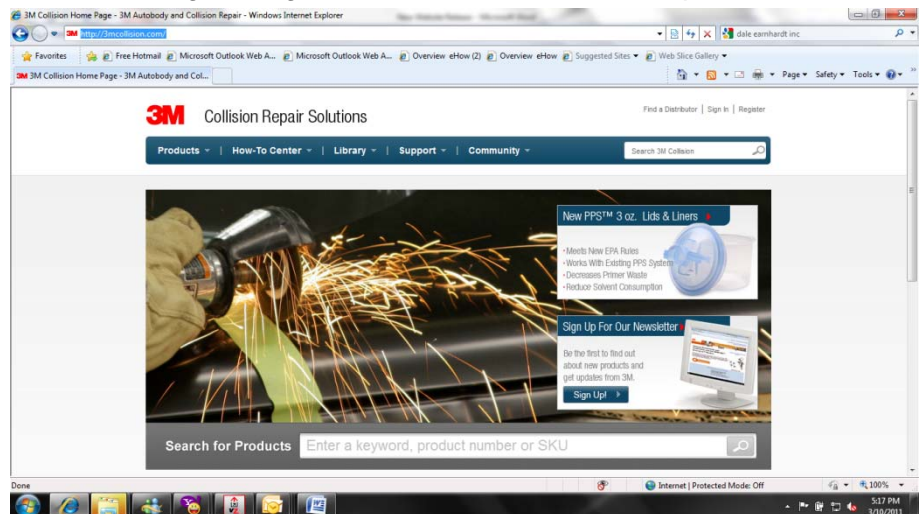 3M Collision Home Page - 3M Autobody and Collision Repair - Windows Internet Explorer
3M http://3mcollision.com/
dale earnhardt inc
Favorites Free Hotmail Microsoft Outlook Web A... Microsoft Outlook Web A... Overview eHow (2) Overview eHow Suggested Sites Web Slice Gallery
3M 3M Collision Home Page - 3M Autobody and Col...
Page Safety Tools
3M Collision Repair Solutions
Find a Distributor | Sign In | Register
Products | How-To Center | Library | Support | Community
Search 3M Collision
New PPS™ 3 oz. Lids & Liners
•Meets New EPA Rules
•Works With Existing PPS System
•Decreases Primer Waste
•Reduce Solvent Consumption
Sign Up For Our Newsletter
Be the first to find out
about new products and
get updates from 3M.
Sign Up!
Search for Products Enter a keyword, product number or SKU
Done
Internet | Protected Mode: Off
100%
5:17 PM
3/10/2011